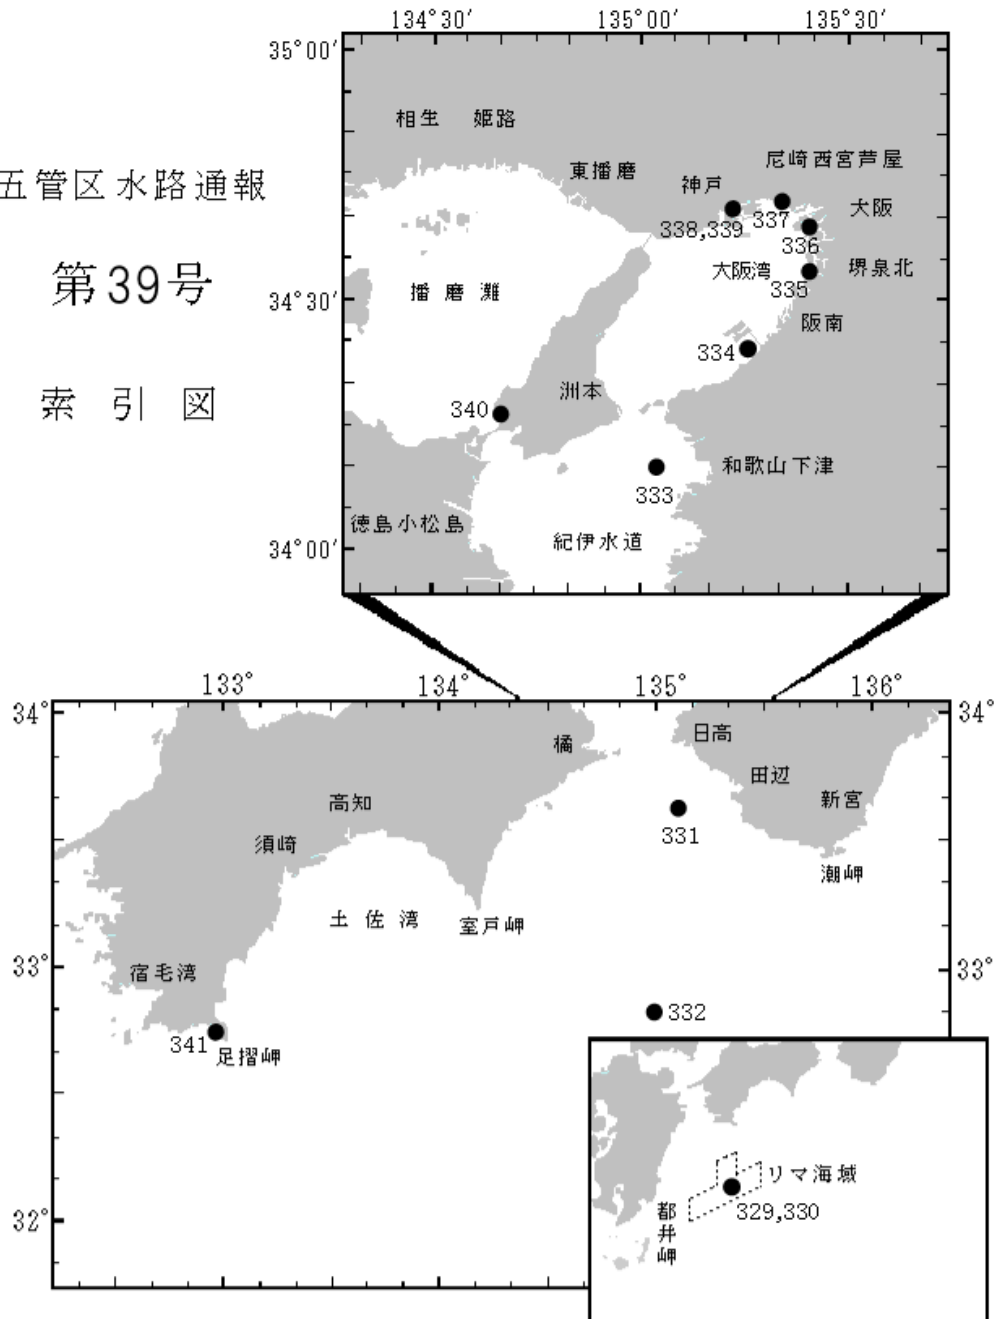 五管区水路通報
第39号
索 引 図
134°30′ 135°00′ 135°30′
35°00′
相生 姫路
東播磨
尼崎西宮芦屋
神戸
大阪
338,339
337
336
大阪湾
堺泉北
335
播磨灘
34°30′
阪南
334
洲本
340
和歌山下津
333
徳島小松島
紀伊水道
34°00′
133° 134° 135° 136°
34°
34°
橘
日高
田辺
新宮
高知
331
須崎
潮岬
土佐湾
室戸岬
33°
33°
宿毛湾
332
341
足摺岬
リマ海域
329,330
都井岬
32°